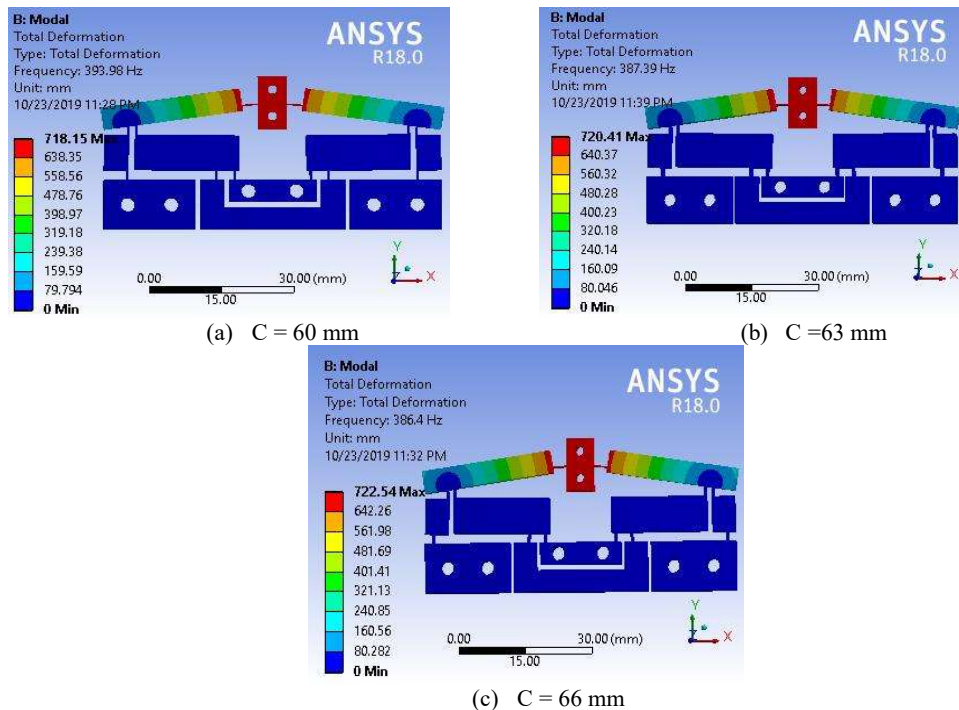 B: Modal
Total Deformation
Type: Total Deformation
Frequency: 393.98 Hz
Unit: mm
10/23/2019 11:28 PM
ANSYS
R18.0
718.15 Max
638.35
558.56
478.76
398.97
319.18
239.38
159.59
79.794
0 Min
0.00
30.00 (mm)
15.00
Y
Z
X
(a) C = 60 mm
B: Modal
Total Deformation
Type: Total Deformation
Frequency: 387.39 Hz
Unit: mm
10/23/2019 11:39 PM
ANSYS
R18.0
720.41 Max
640.37
560.32
480.28
400.23
320.18
240.14
160.09
80.046
0 Min
0.00
30.00 (mm)
15.00
Y
Z
X
(b) C =63 mm
B: Modal
Total Deformation
Type: Total Deformation
Frequency: 386.4 Hz
Unit: mm
10/23/2019 11:32 PM
ANSYS
R18.0
722.54 Max
642.26
561.98
481.69
401.41
321.13
240.85
160.56
80.282
0 Min
0.00
30.00 (mm)
15.00
Y
Z
X
(c) C = 66 mm